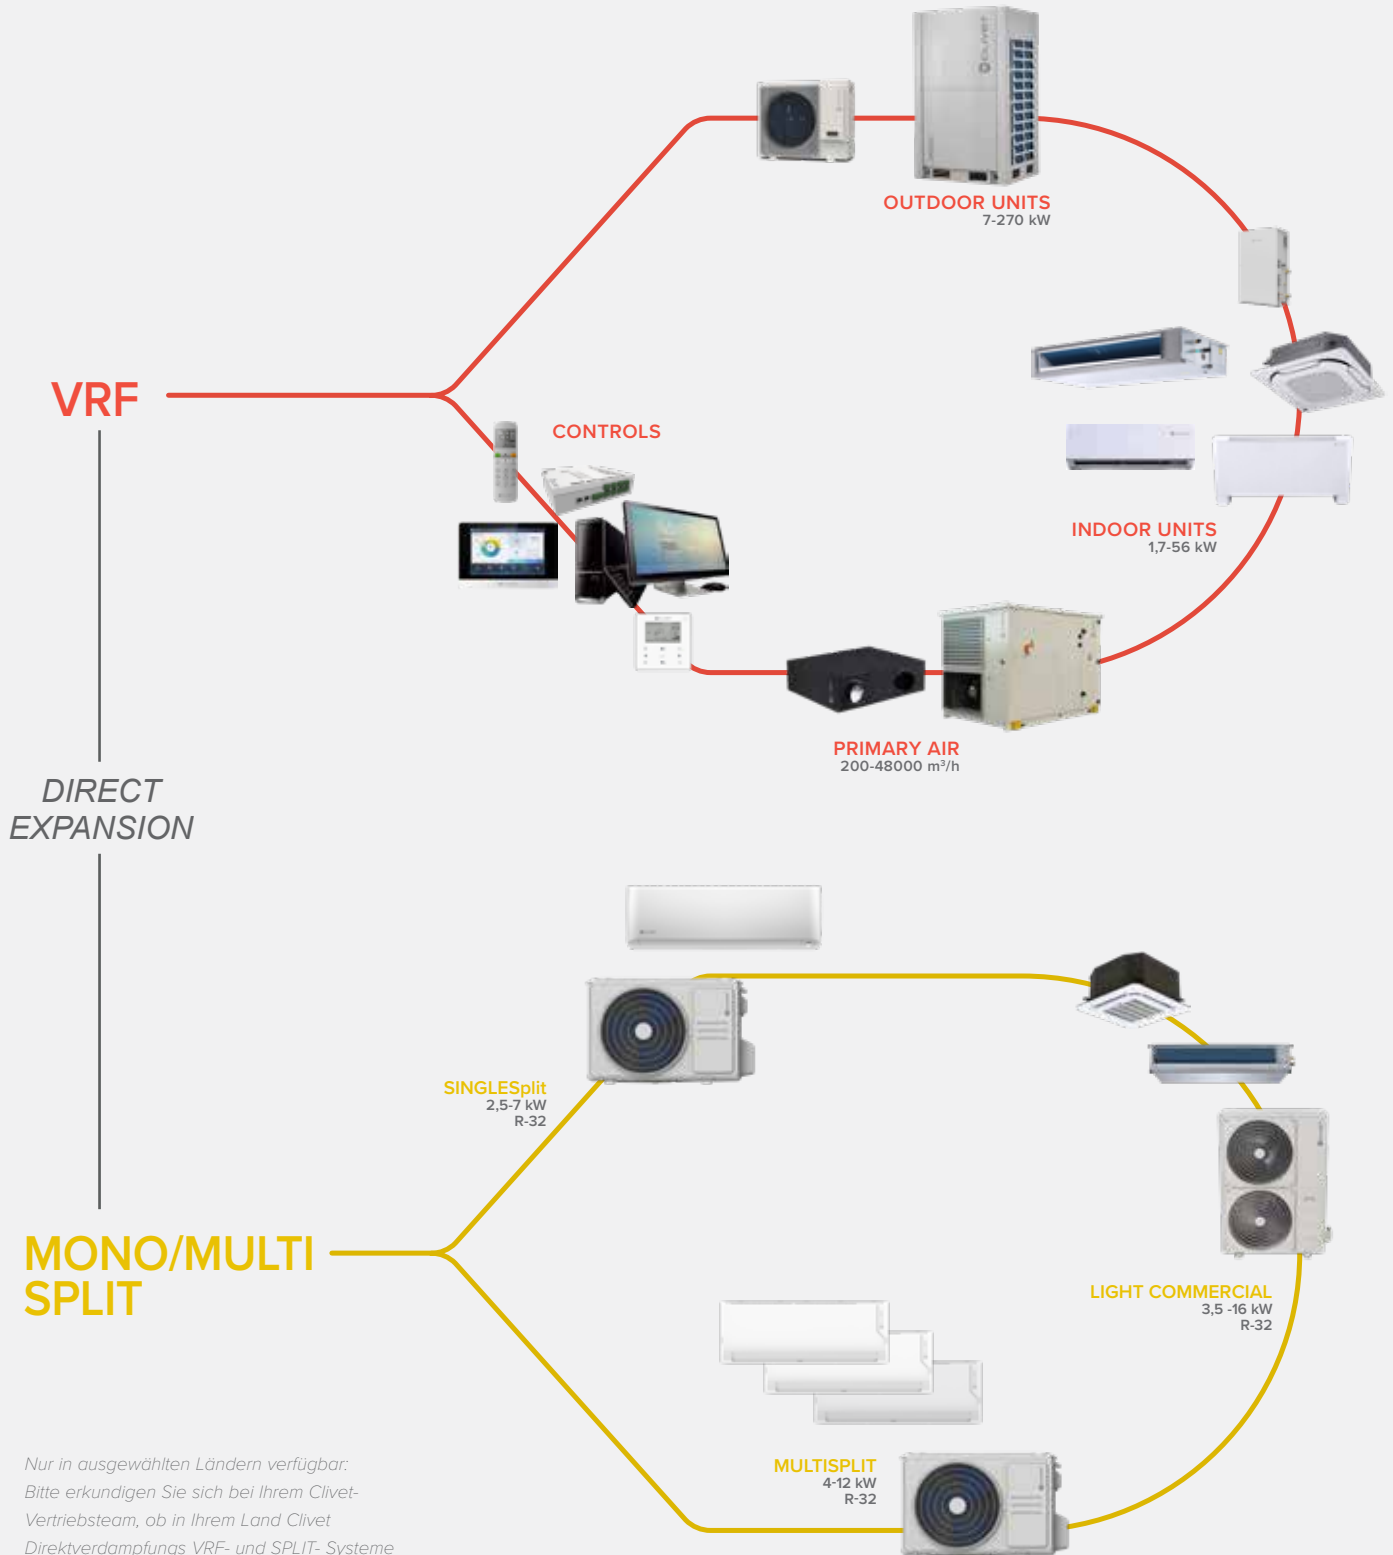 CLIVET
OUTDOOR UNITS
7-270 kW
VRF
CONTROLS
INDOOR UNITS
1,7-56 kW
PRIMARY AIR
200-48000 m³/h
DIRECT
EXPANSION
SINGLESplit
2,5-7 kW
R-32
MONO/MULTI
SPLIT
LIGHT COMMERCIAL
3,5 -16 kW
R-32
MULTISPLIT
4-12 kW
R-32
Nur in ausgewählten Ländern verfügbar:
Bitte erkundigen Sie sich bei Ihrem Clivet-
Vertriebsteam, ob in Ihrem Land Clivet
Direktverdampfungs VRF- und SPLIT- Systeme